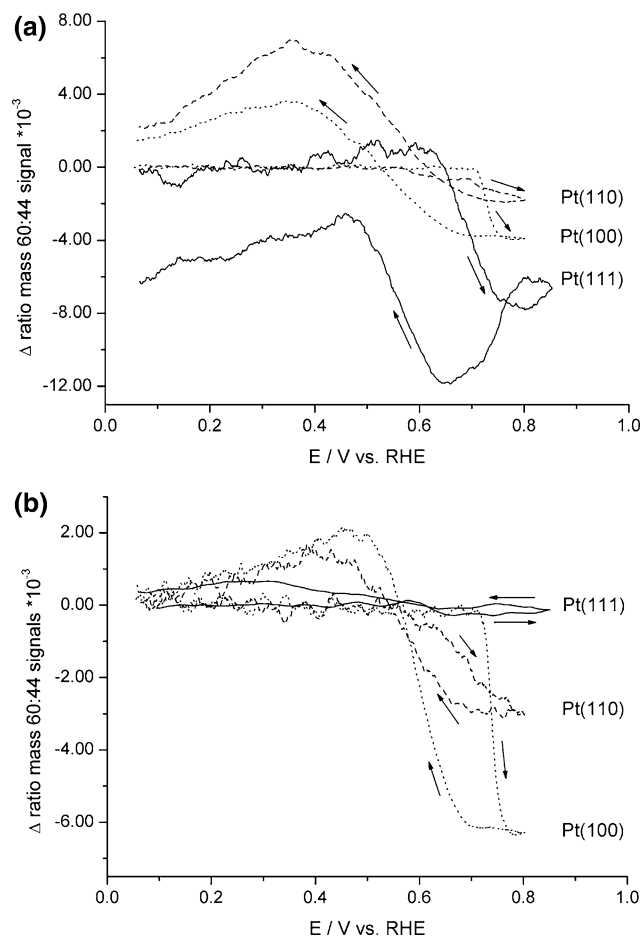 (a)
8.00
4.00
0.00
-4.00
-8.00
-12.00
Δ ratio mass 60:44 signal *10⁻³
Pt(110)
Pt(100)
Pt(111)
0.0 0.2 0.4 0.6 0.8 1.0
E / V vs. RHE
(b)
2.00
0.00
-2.00
-4.00
-6.00
Δ ratio mass 60:44 signals *10⁻³
Pt(111)
Pt(110)
Pt(100)
0.0 0.2 0.4 0.6 0.8 1.0
E / V vs. RHE